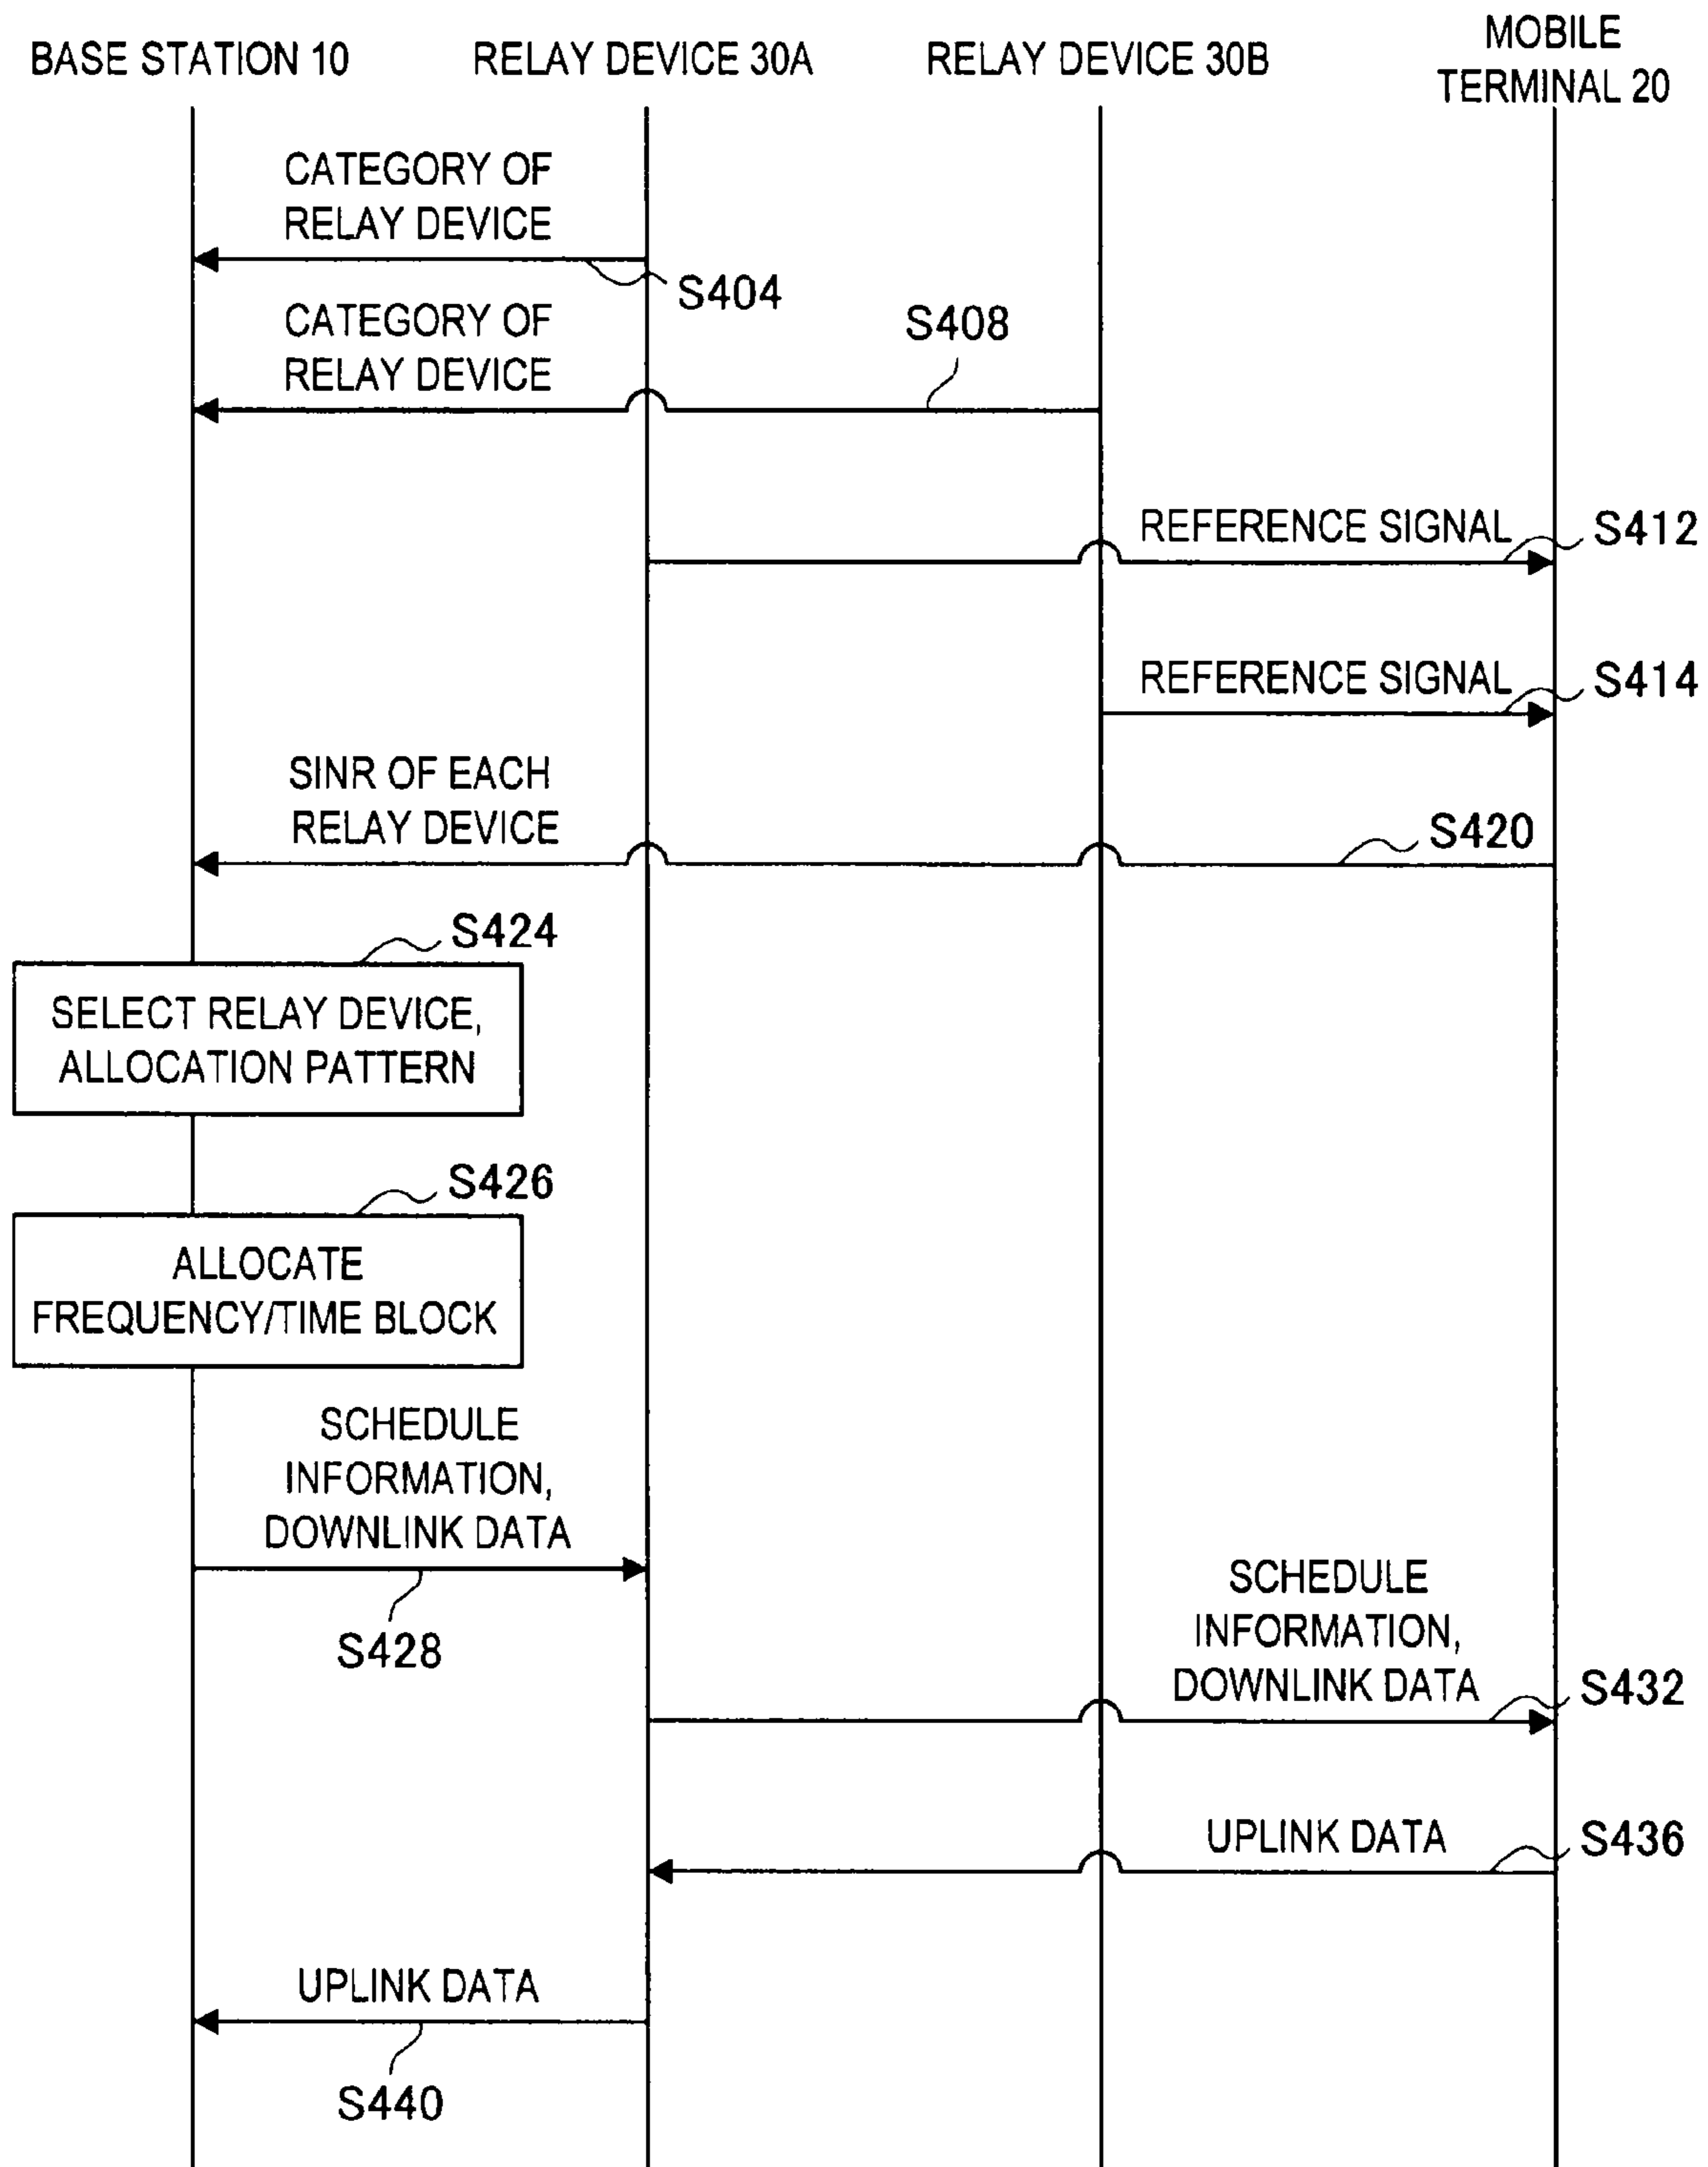 BASE STATION 10
RELAY DEVICE 30A
RELAY DEVICE 30B
MOBILE
TERMINAL 20
CATEGORY OF
RELAY DEVICE
S404
CATEGORY OF
RELAY DEVICE
S408
REFERENCE SIGNAL
S412
REFERENCE SIGNAL
S414
SINR OF EACH
RELAY DEVICE
S420
S424
SELECT RELAY DEVICE,
ALLOCATION PATTERN
S426
ALLOCATE
FREQUENCY/TIME BLOCK
SCHEDULE
INFORMATION,
DOWNLINK DATA
S428
SCHEDULE
INFORMATION,
DOWNLINK DATA
S432
UPLINK DATA
S436
UPLINK DATA
S440